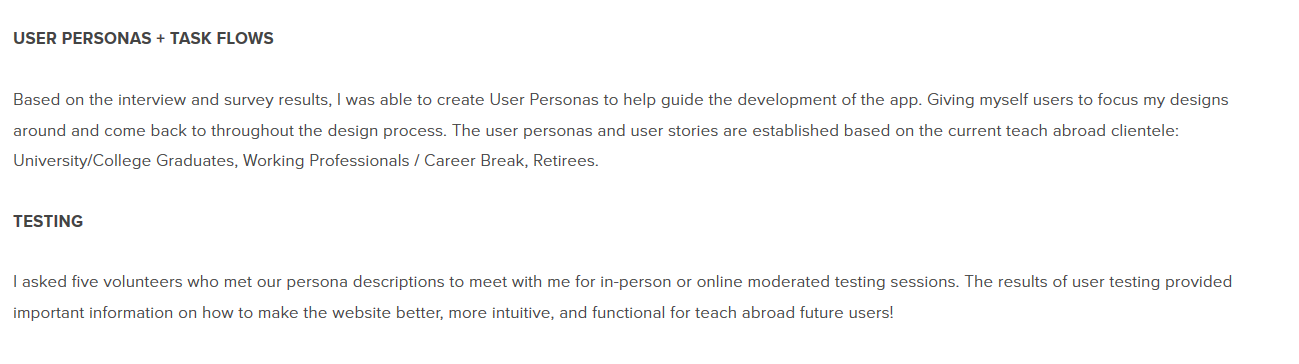 USER PERSONAS + TASK FLOWS
Based on the interview and survey results, I was able to create User Personas to help guide the development of the app. Giving myself users to focus my designs
around and come back to throughout the design process. The user personas and user stories are established based on the current teach abroad clientele:
University/College Graduates, Working Professionals / Career Break, Retirees.
TESTING
I asked five volunteers who met our persona descriptions to meet with me for in-person or online moderated testing sessions. The results of user testing provided
important information on how to make the website better, more intuitive, and functional for teach abroad future users!